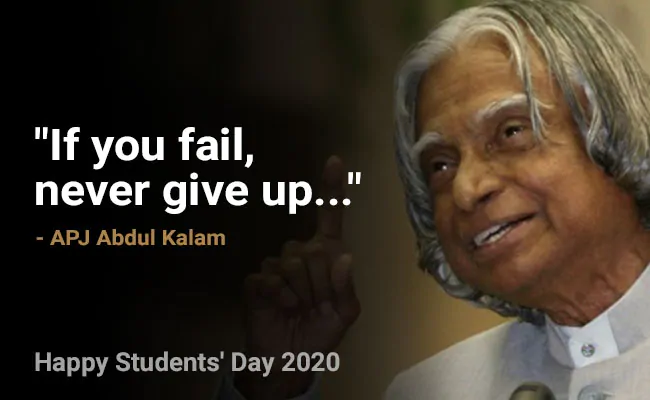 "If you fail,
never give up..."
- APJ Abdul Kalam
Happy Students' Day 2020